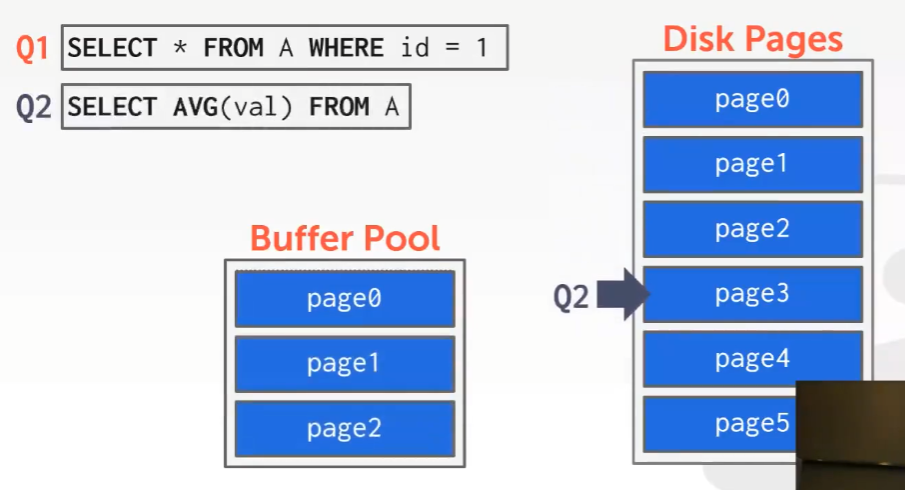 Q1 SELECT * FROM A WHERE id = 1
Q2 SELECT AVG(val) FROM A
Disk Pages
page0
page1
page2
Q2 page3
page4
page5
Buffer Pool
page0
page1
page2